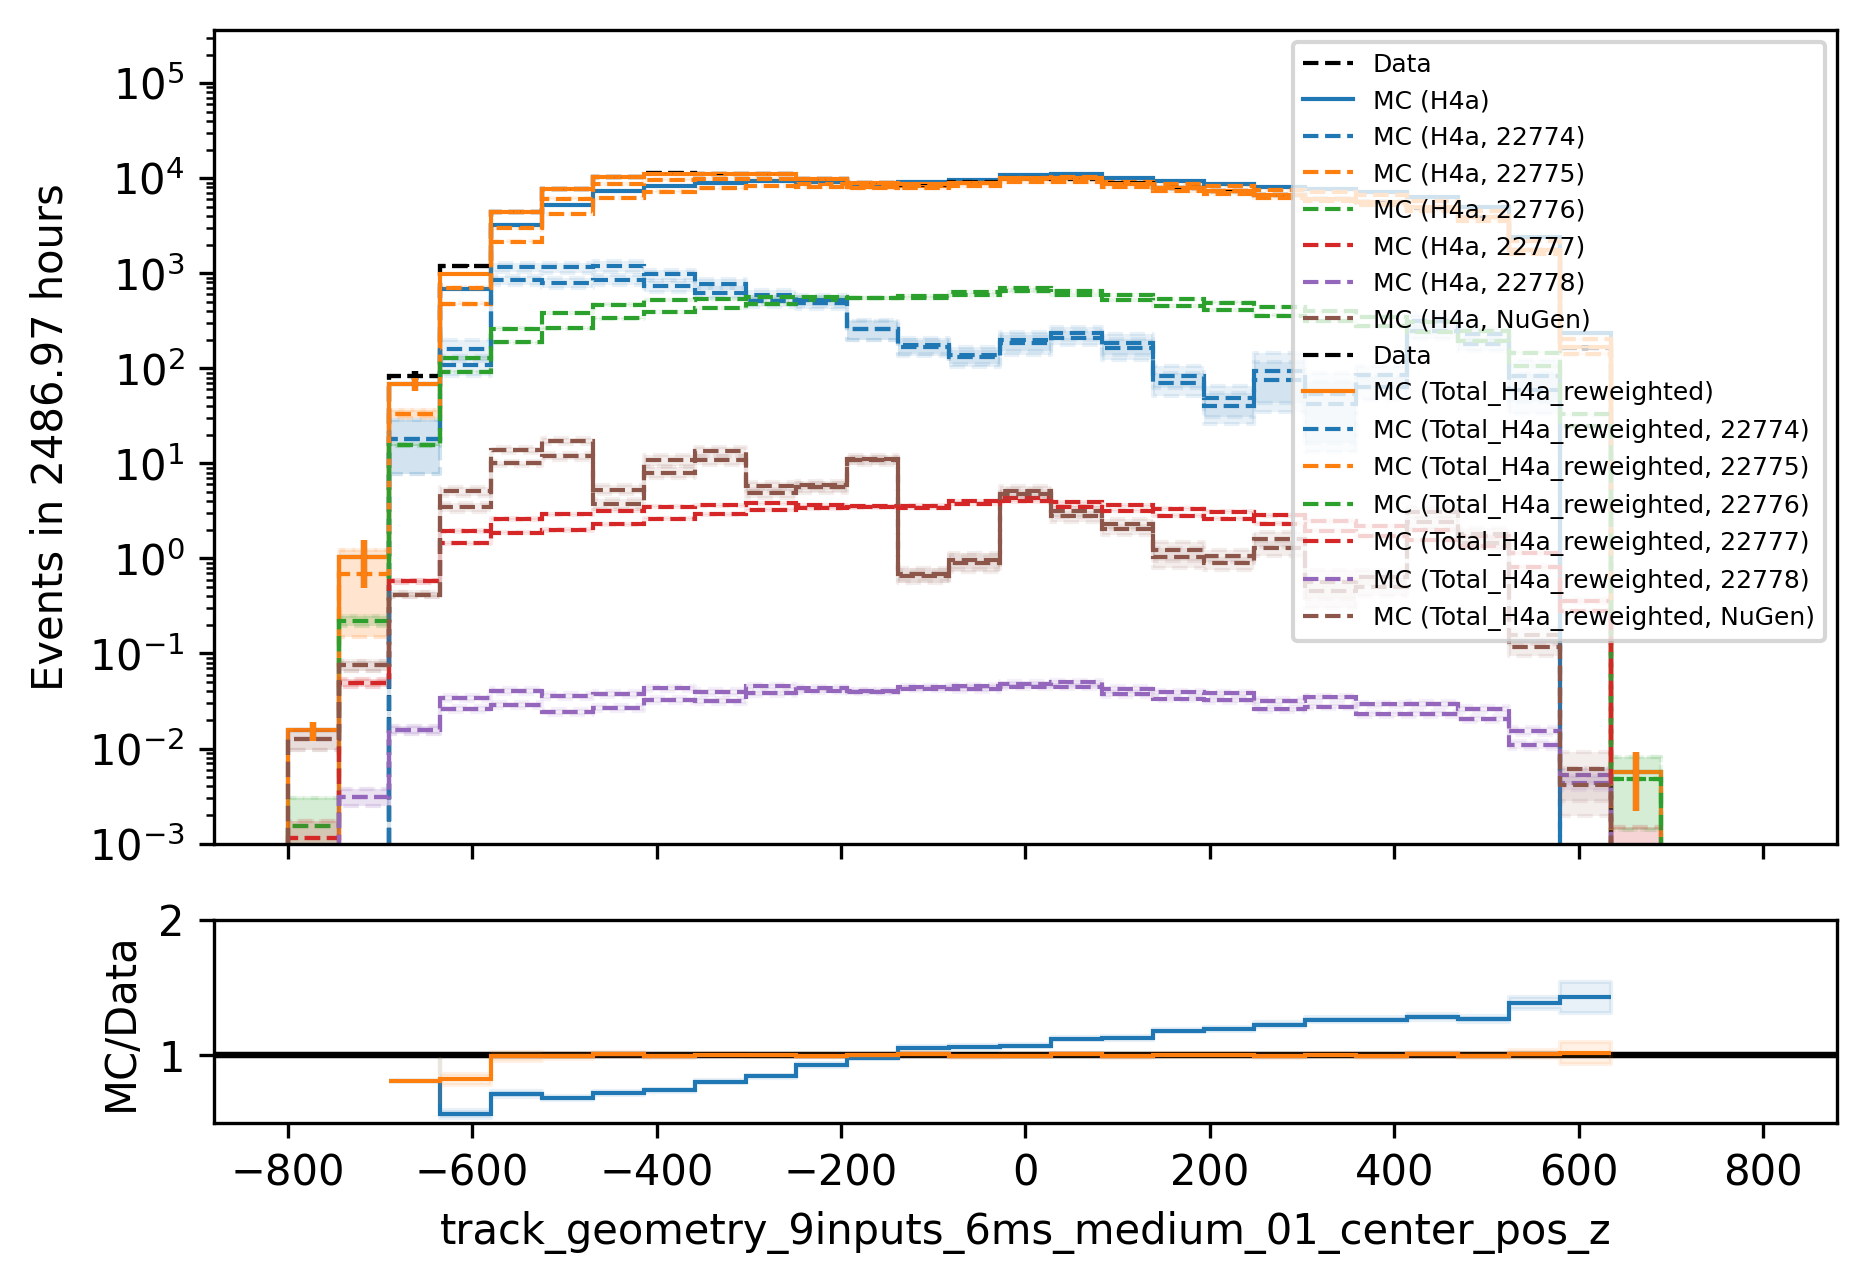 Events in 2486.97 hours
10^5
10^4
10^3
10^2
10^1
10^0
10^−1
10^−2
10^−3
Data
MC (H4a)
MC (H4a, 22774)
MC (H4a, 22775)
MC (H4a, 22776)
MC (H4a, 22777)
MC (H4a, 22778)
MC (H4a, NuGen)
Data
MC (Total_H4a_reweighted)
MC (Total_H4a_reweighted, 22774)
MC (Total_H4a_reweighted, 22775)
MC (Total_H4a_reweighted, 22776)
MC (Total_H4a_reweighted, 22777)
MC (Total_H4a_reweighted, 22778)
MC (Total_H4a_reweighted, NuGen)
MC/Data
2
1
−800 −600 −400 −200 0 200 400 600 800
track_geometry_9inputs_6ms_medium_01_center_pos_z